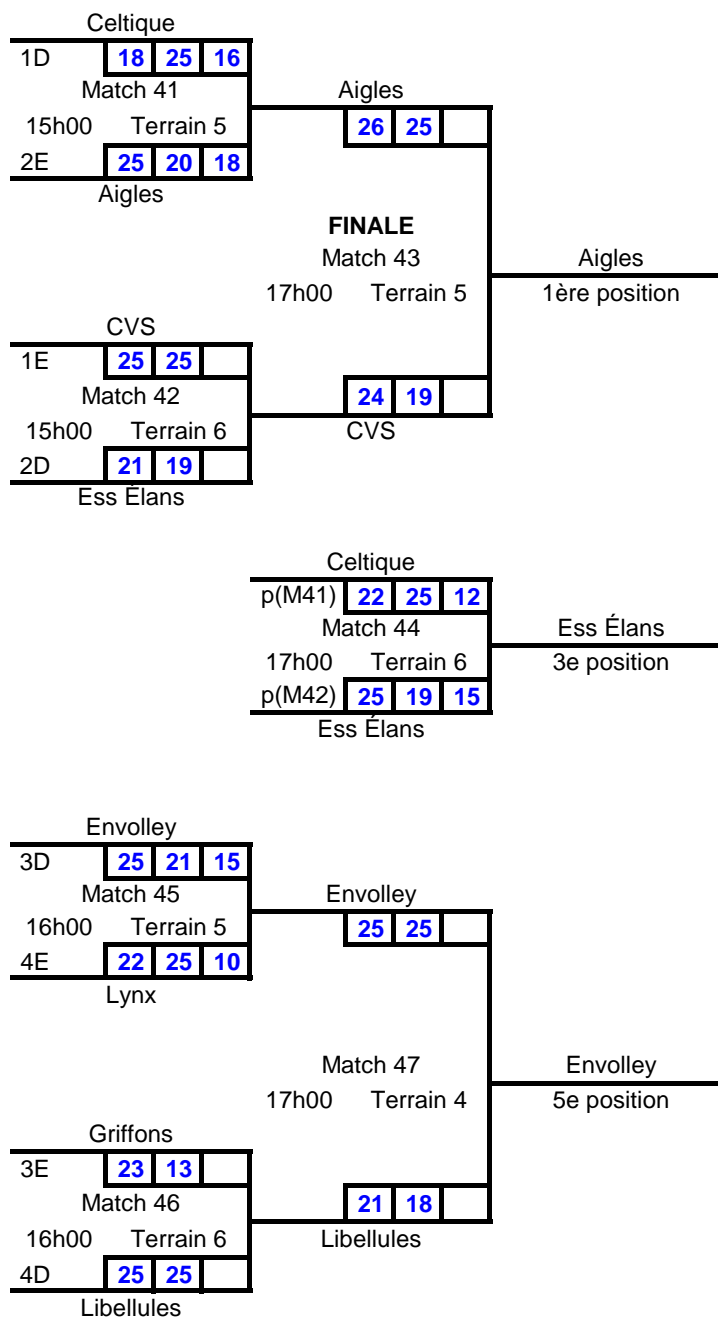 Celtique
1D 18 25 16
Match 41
15h00 Terrain 5
2E 25 20 18
Aigles
Aigles
26 25
FINALE
Match 43
17h00 Terrain 5
Aigles
1ère position
CVS
1E 25 25
Match 42
15h00 Terrain 6
2D 21 19
Ess Élans
24 19
CVS
Celtique
p(M41) 22 25 12
Match 44
17h00 Terrain 6
p(M42) 25 19 15
Ess Élans
Ess Élans
3e position
Envolley
3D 25 21 15
Match 45
16h00 Terrain 5
4E 22 25 10
Lynx
Envolley
25 25
Match 47
17h00 Terrain 4
Envolley
5e position
Griffons
3E 23 13
Match 46
16h00 Terrain 6
4D 25 25
Libellules
21 18
Libellules